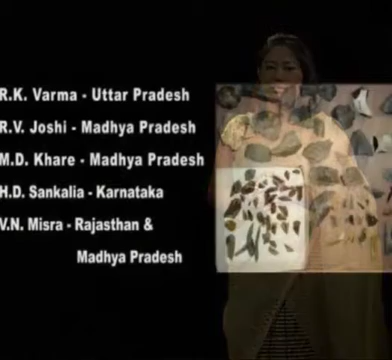 R.K. Varma - Uttar Pradesh
R.V. Joshi - Madhya Pradesh
M.D. Khare - Madhya Pradesh
H.D. Sankalia - Karnataka
V.N. Misra - Rajasthan &
Madhya Pradesh